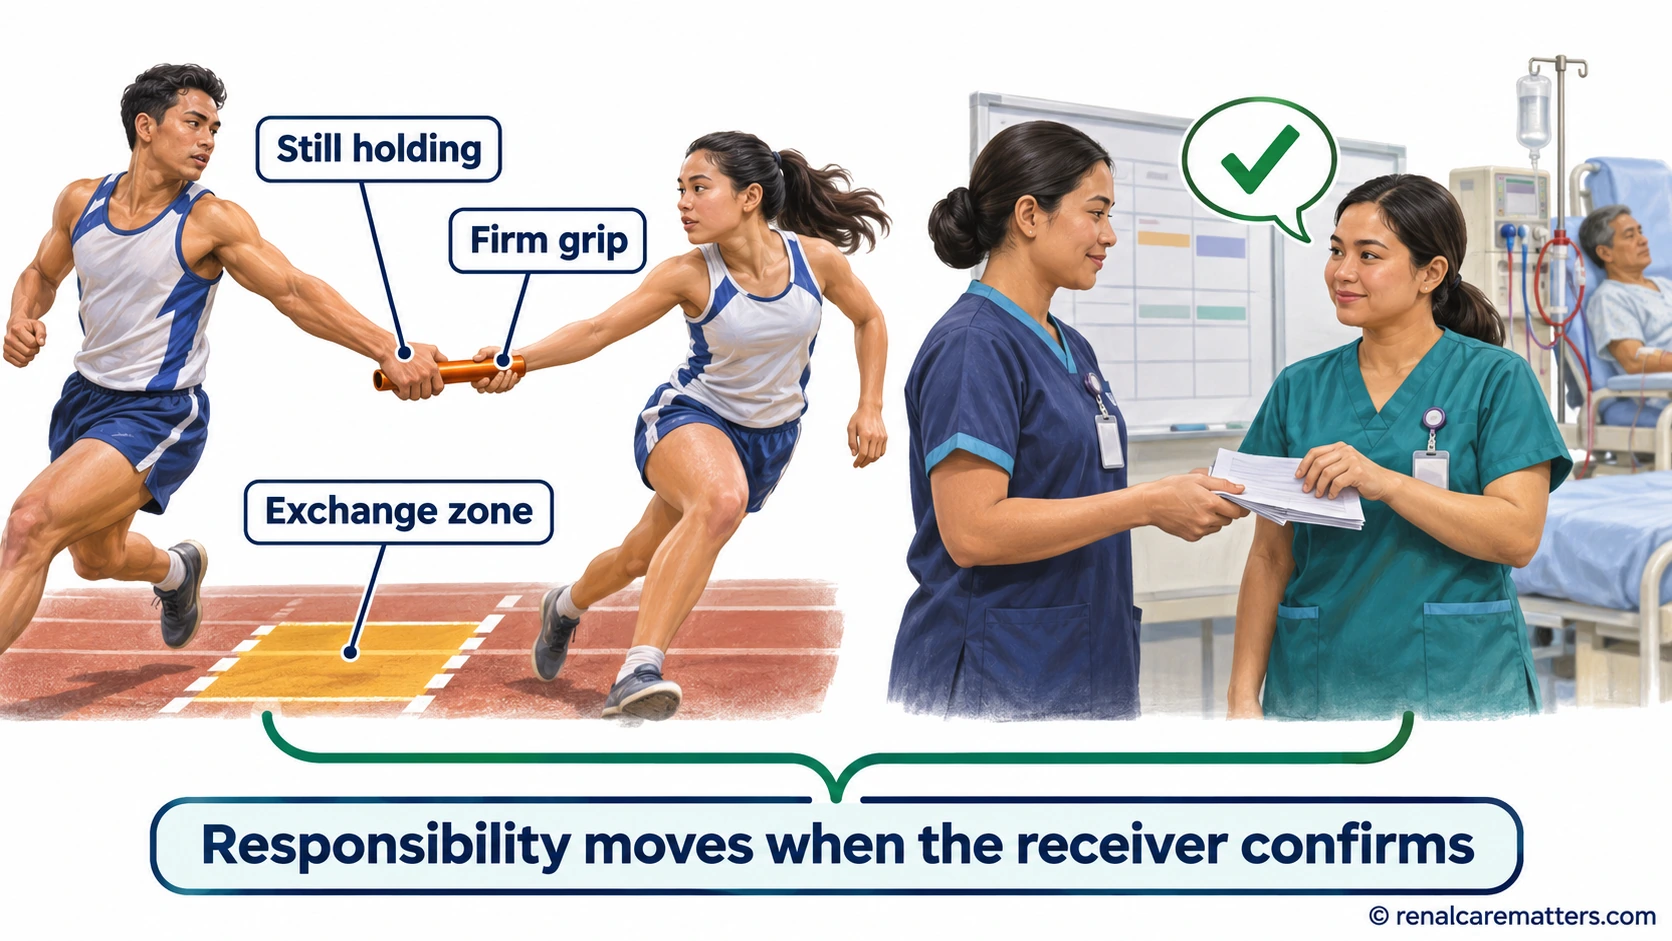 Still holding
Firm grip
Exchange zone
Responsibility moves when the receiver confirms
© renalcarematters.com